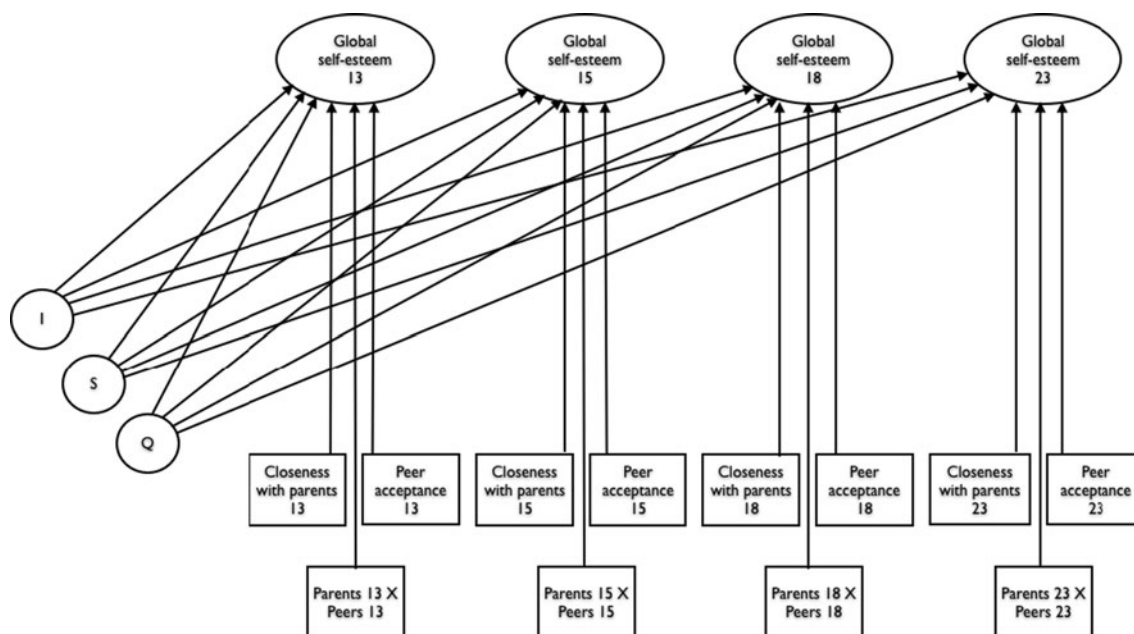 Global
self-esteem
13
Global
self-esteem
15
Global
self-esteem
18
Global
self-esteem
23
I
S
Q
Closeness
with parents
13
Peer
acceptance
13
Closeness
with parents
15
Peer
acceptance
15
Closeness
with parents
18
Peer
acceptance
18
Closeness
with parents
23
Peer
acceptance
23
Parents 13 X
Peers 13
Parents 15 X
Peers 15
Parents 18 X
Peers 18
Parents 23 X
Peers 23